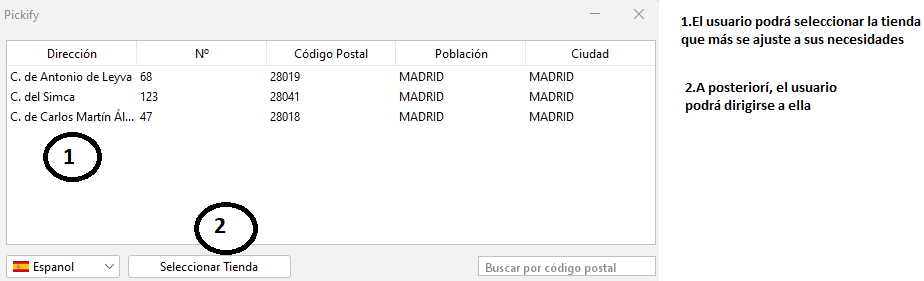 Pickify
Dirección Nº Código Postal Población Ciudad
C. de Antonio de Leyva 68 28019 MADRID MADRID
C. del Simca 123 28041 MADRID MADRID
C. de Carlos Martín Ál... 47 28018 MADRID MADRID
1
2
Espanol Seleccionar Tienda Buscar por código postal
1.El usuario podrá seleccionar la tienda
que más se ajuste a sus necesidades
2.A posteriorí, el usuario
podrá dirigirse a ella